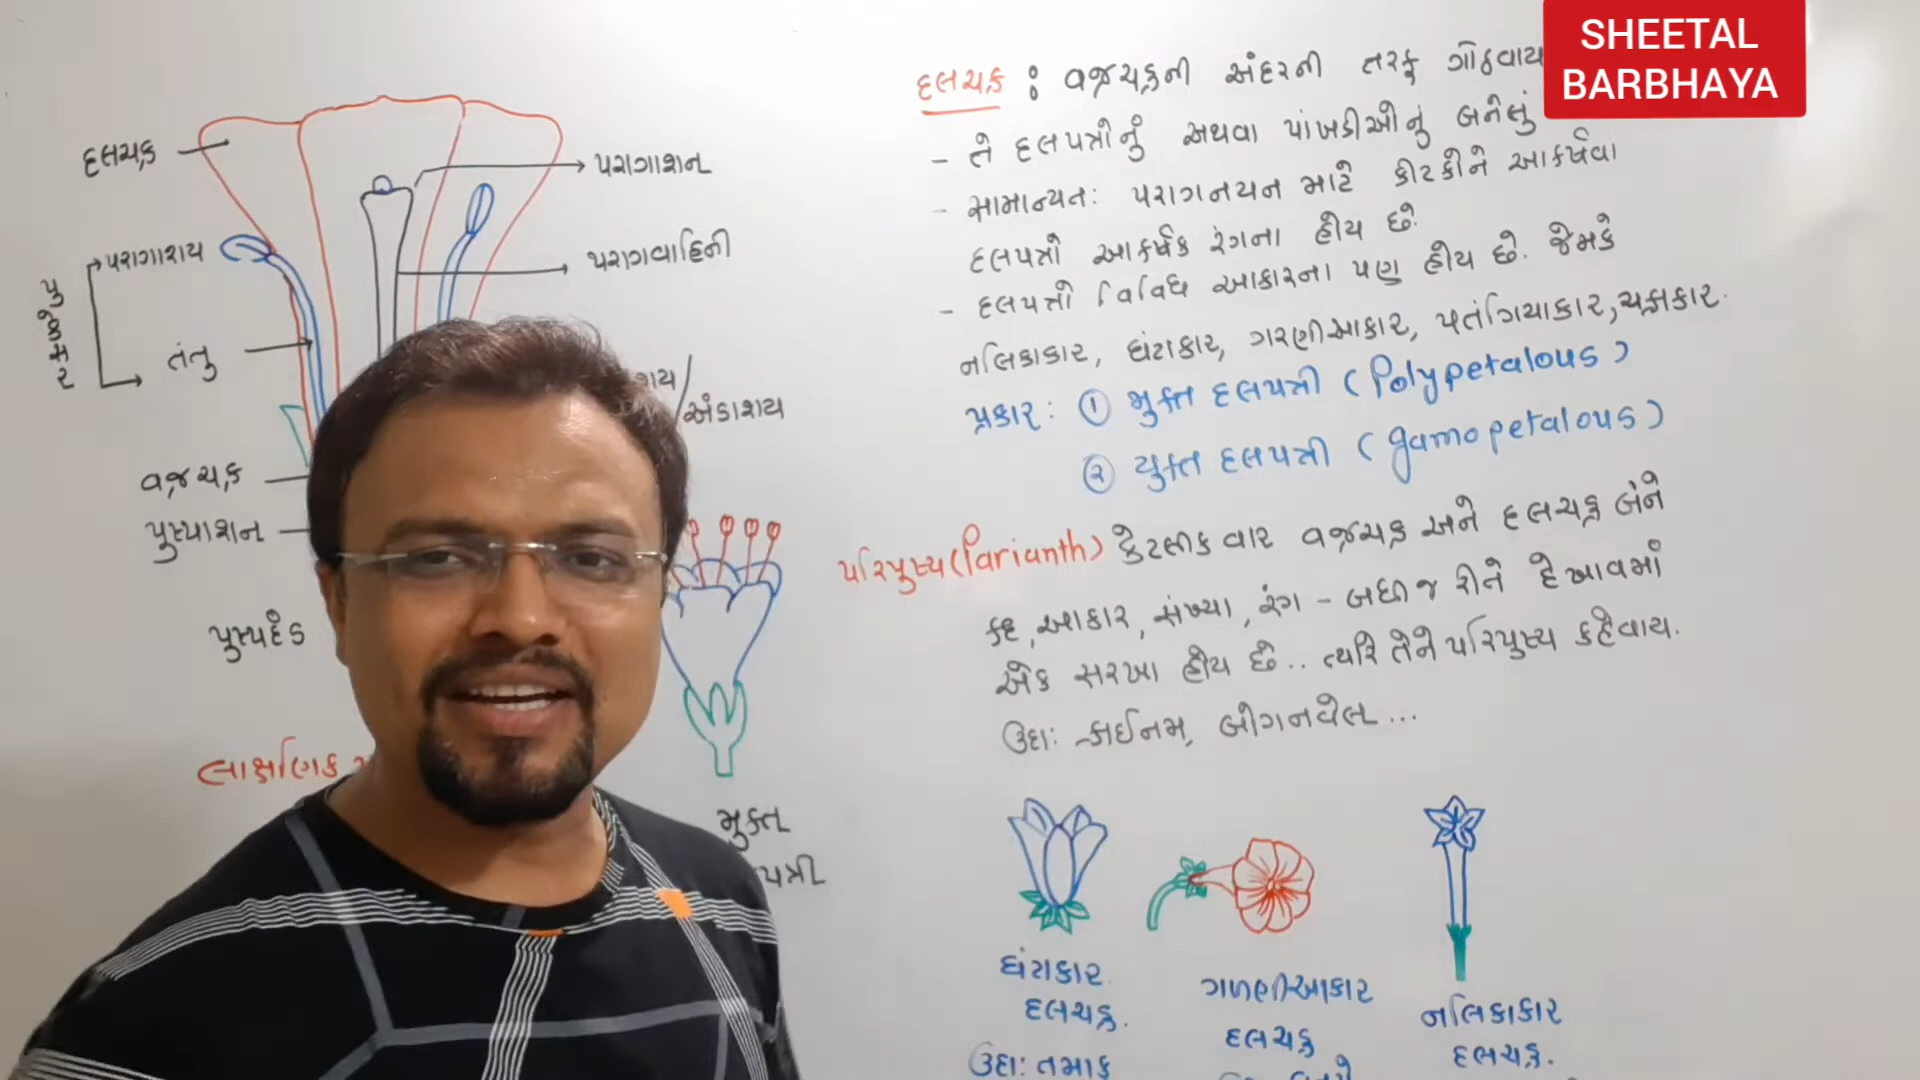 SHEETAL
BARBHAYA
દલચક્ર : વજ્રચક્રની અંદરની તરફ ગોઠવાય
- તે દલપત્રોનું અથવા પાંખડીઓનું બનેલું
- સામાન્યતઃ પરાગનયન માટે કીટકોને આકર્ષવા
દલપત્રો આકર્ષક રંગના હોય છે.
- દલપત્રો વિવિધ આકારના પણ હોય છે. જેમકે
નલિકાકાર, ઘંટાકાર, ગરણીઆકાર, પતંગિયાકાર, ચક્રાકાર.
પ્રકાર: ① મુક્ત દલપત્રી (Polypetalous)
② યુક્ત દલપત્રી (gamopetalous)
પરિપુષ્પ (Parianth) કેટલીક વાર વજ્રચક્ર અને દલચક્ર બંને
કદ, આકાર, સંખ્યા, રંગ - બધી જ રીતે દેખાવમાં
એક સરખા હોય છે.. ત્યારે તેને પરિપુષ્પ કહેવાય.
ઉદા: ક્રાઈનમ, બોગનવેલ...
ઘંટાકાર
દલચક્ર.
ઉદા: તમાકુ
ગળણીઆકાર
દલચક્ર
નલિકાકાર
દલચક્ર.
દલચક્ર
પરાગાશન
પરાગાશય
પરાગવાહિની
પુંકેસર
તંતુ
શય/
અંડાશય
વજ્રચક્ર
પુષ્પાશન
પુષ્પદંડ
લાક્ષણિક
મુક્ત
પત્રી